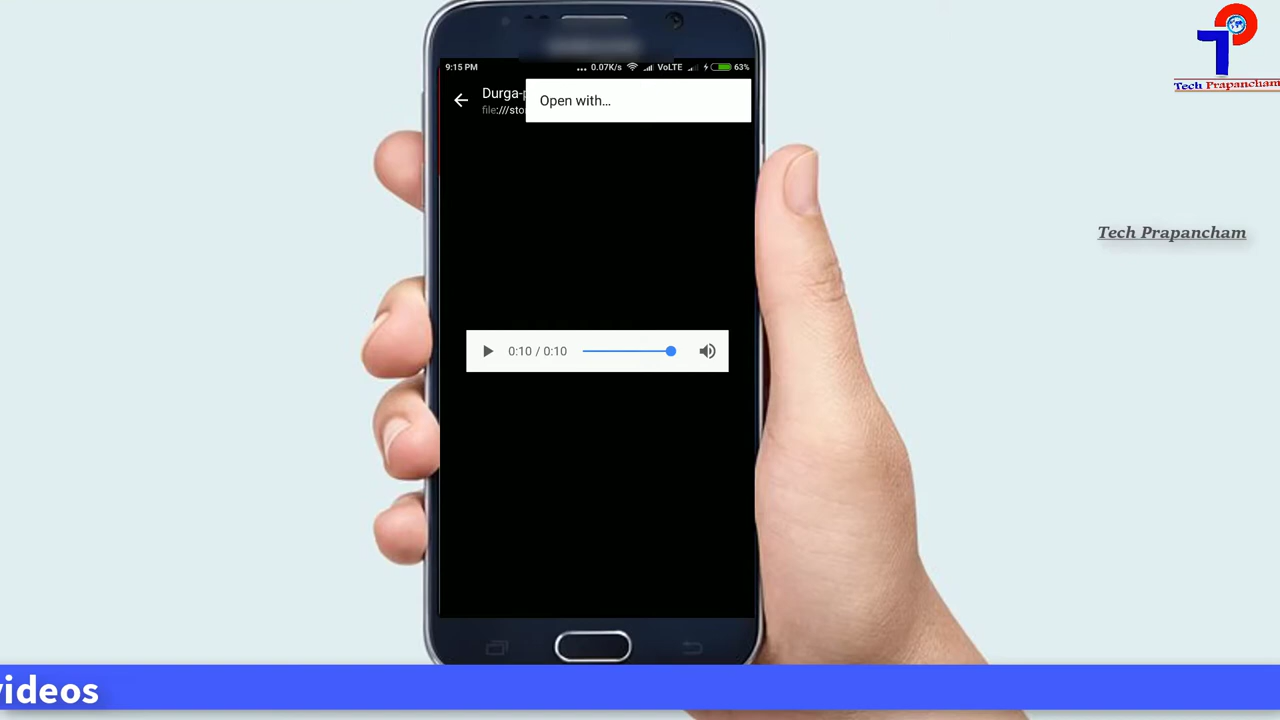 Tech Prapancham
9:15 PM
... 0.07K/s VoLTE 63%
Durga-
file:///sto
Open with...
Tech Prapancham
0:10 / 0:10
videos